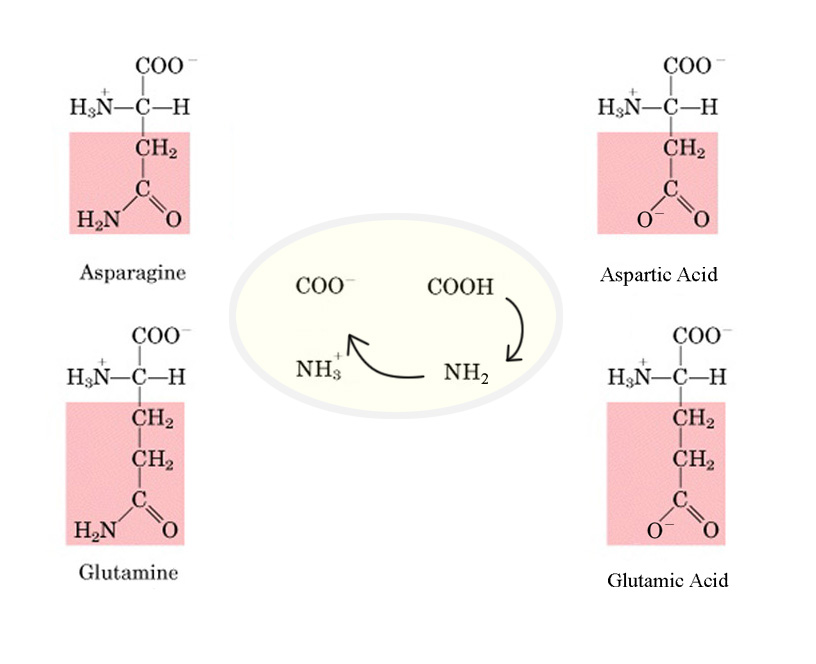 COO⁻
H₃N⁺—C—H
CH₂
C
H₂N O
Asparagine
COO⁻
H₃N⁺—C—H
CH₂
C
O⁻ O
Aspartic Acid
COO⁻ COOH
NH₃⁺ NH₂
COO⁻
H₃N⁺—C—H
CH₂
CH₂
C
H₂N O
Glutamine
COO⁻
H₃N⁺—C—H
CH₂
CH₂
C
O⁻ O
Glutamic Acid